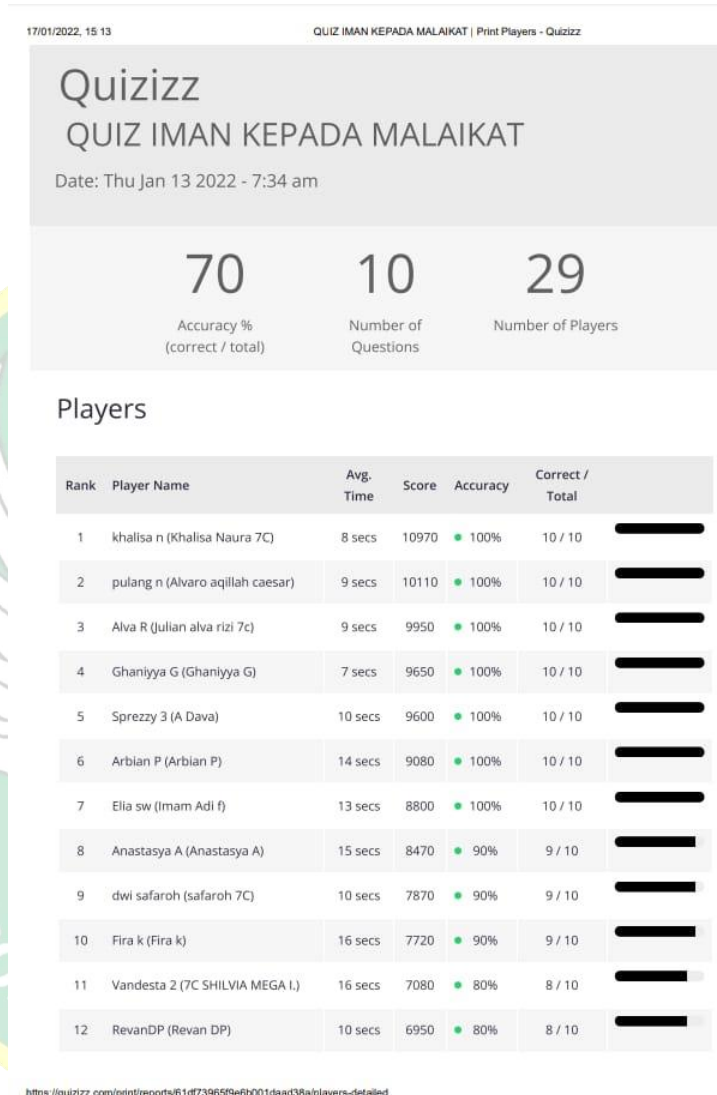 17/01/2022, 15:13 QUIZ IMAN KEPADA MALAIKAT | Print Players - Quizizz
Quizizz
QUIZ IMAN KEPADA MALAIKAT
Date: Thu Jan 13 2022 - 7:34 am
70 10 29
Accuracy % Number of Number of Players
(correct / total) Questions
Players
Avg. Correct /
Rank Player Name Score Accuracy
Time Total
1 khalisa n (Khalisa Naura 7C) 8 secs 10970 100% 10 / 10
2 pulang n (Alvaro aqillah caesar) 9 secs 10110 100% 10 / 10
3 Alva R (Julian alva rizi 7c) 9 secs 9950 100% 10 / 10
4 Ghaniyya G (Ghaniyya G) 7 secs 9650 100% 10 / 10
5 Sprezzy 3 (A Dava) 10 secs 9600 100% 10 / 10
6 Arbian P (Arbian P) 14 secs 9080 100% 10 / 10
7 Elia sw (Imam Adi f) 13 secs 8800 100% 10 / 10
8 Anastasya A (Anastasya A) 15 secs 8470 90% 9 / 10
9 dwi safaroh (safaroh 7C) 10 secs 7870 90% 9 / 10
10 Fira k (Fira k) 16 secs 7720 90% 9 / 10
11 Vandesta 2 (7C SHILVIA MEGA I.) 16 secs 7080 80% 8 / 10
12 RevanDP (Revan DP) 10 secs 6950 80% 8 / 10
https://quizizz.com/print/reports/61df73965f9e6b001daad38a/players-detailed